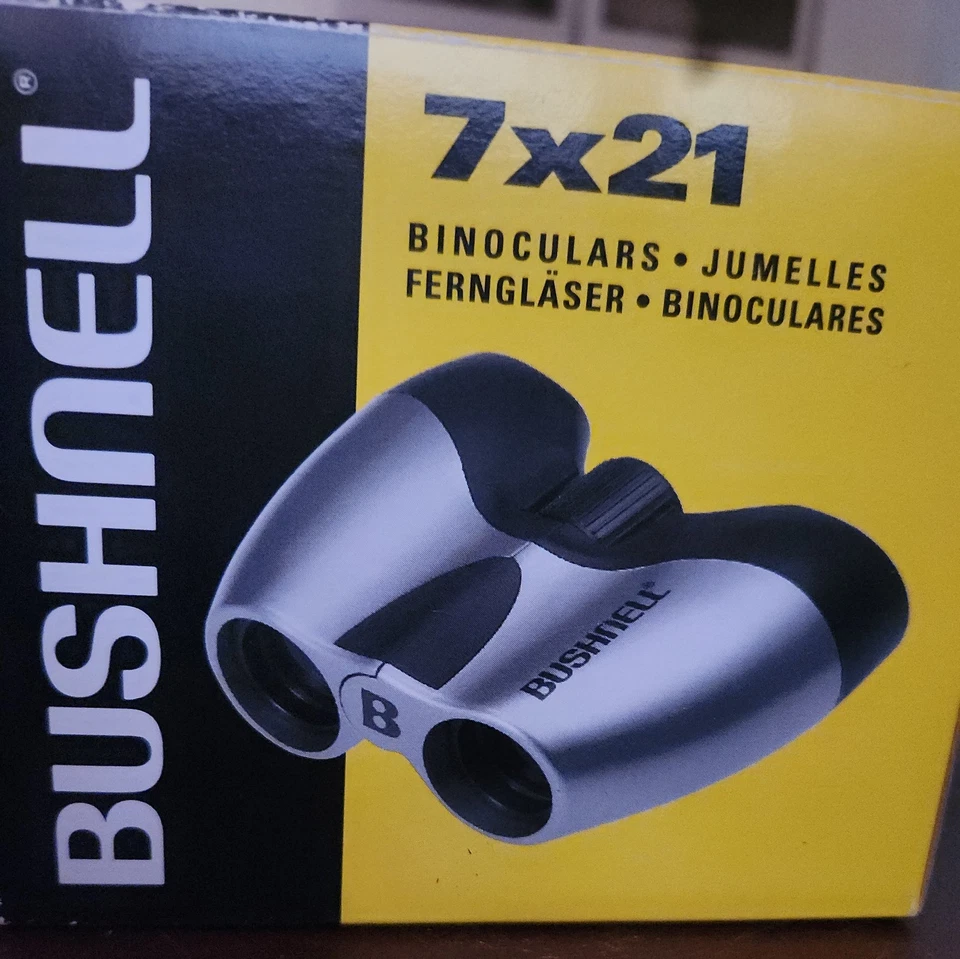 BUSHNELL®
7x21
BINOCULARS • JUMELLES
FERNGLÄSER • BINOCULARES
BUSHNELL®
B